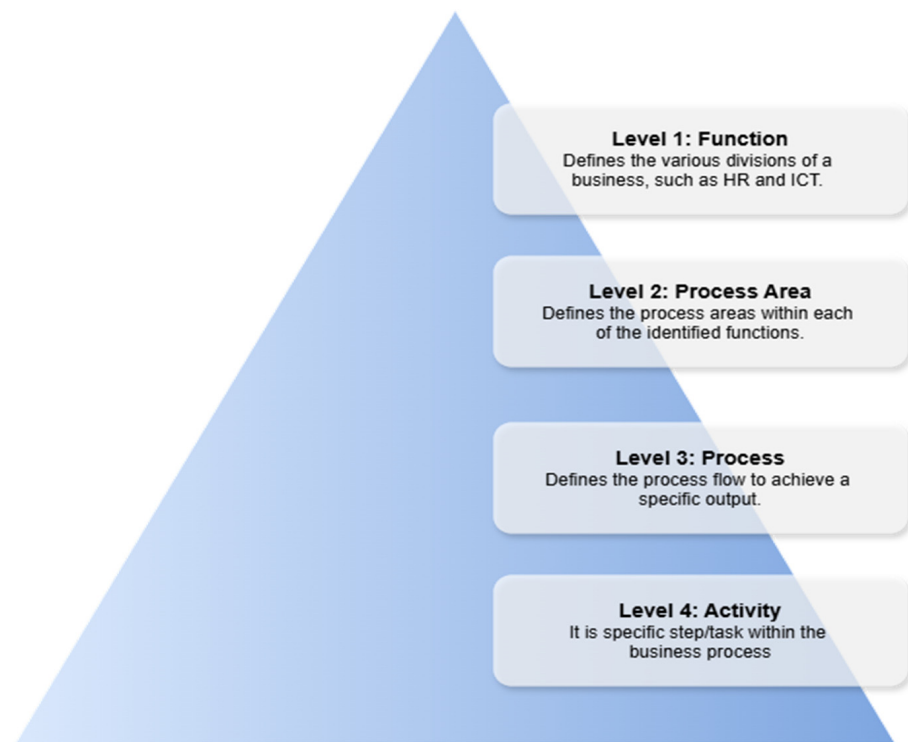 Level 1: Function
Defines the various divisions of a
business, such as HR and ICT.
Level 2: Process Area
Defines the process areas within each
of the identified functions.
Level 3: Process
Defines the process flow to achieve a
specific output.
Level 4: Activity
It is specific step/task within the
business process